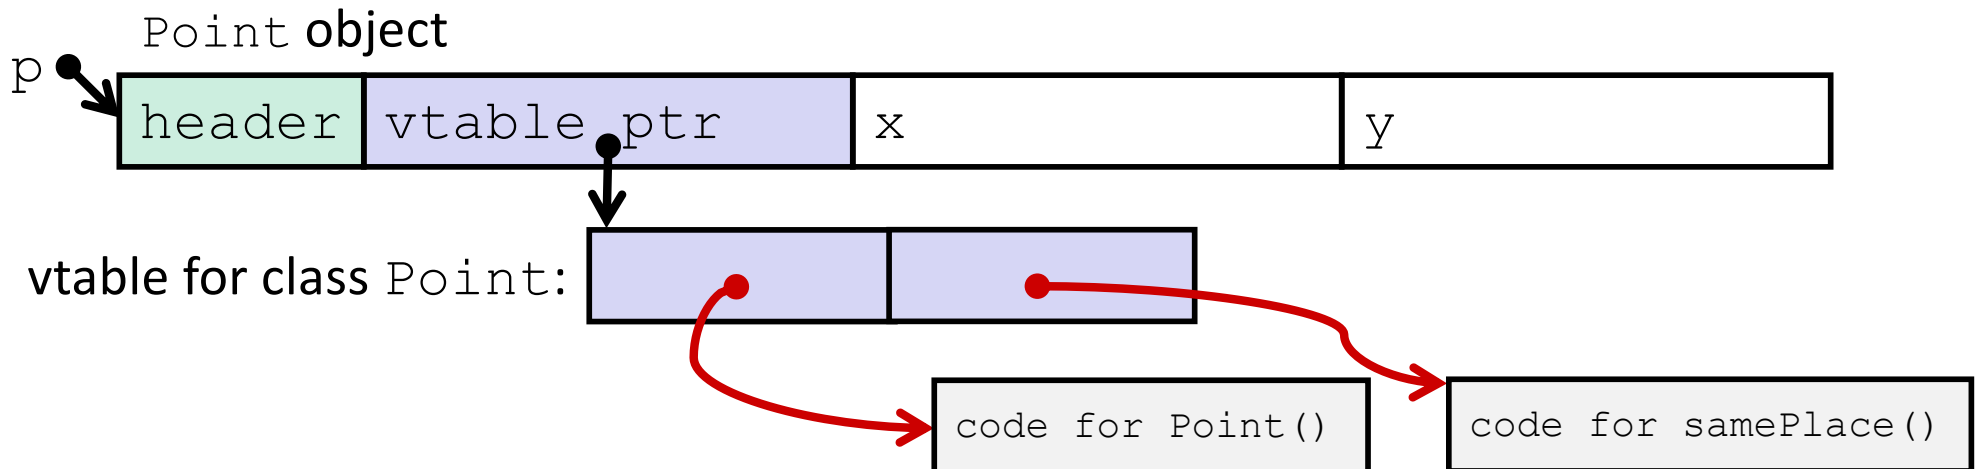 Point object
p
header vtable ptr x y
vtable for class Point:
code for Point() code for samePlace()